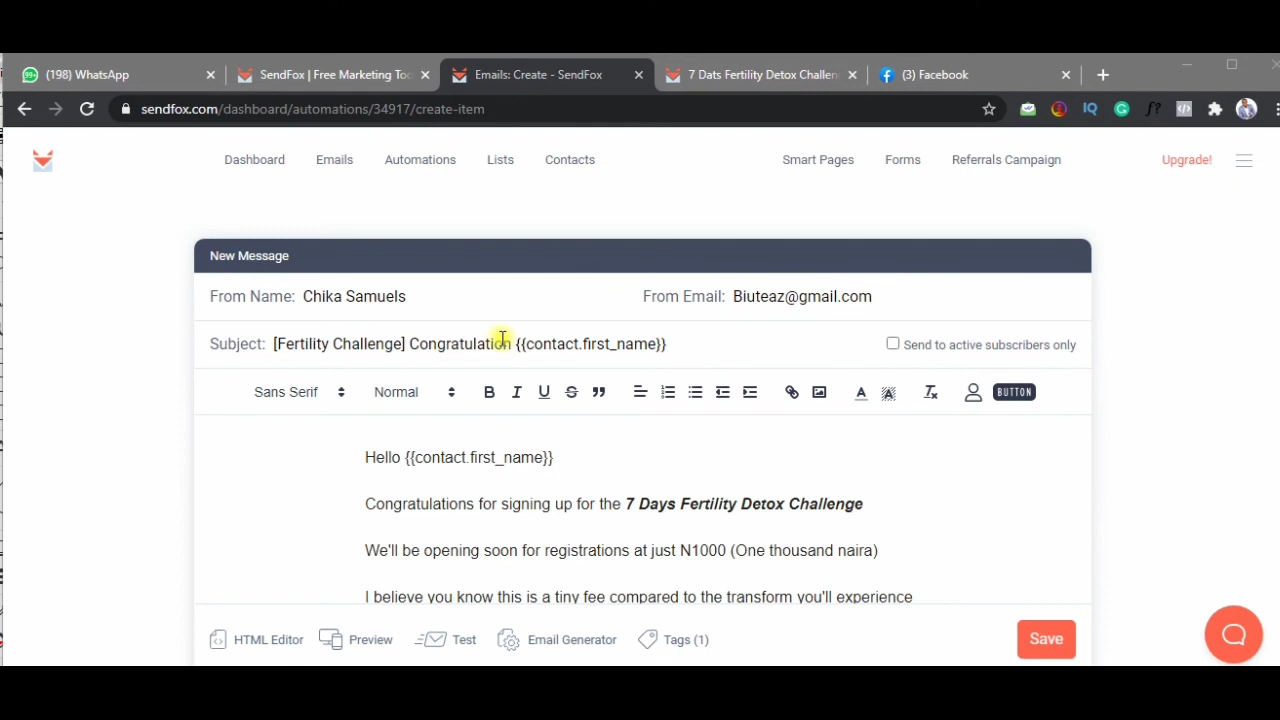 (198) WhatsApp
SendFox | Free Marketing Too
Emails: Create - SendFox
7 Dats Fertility Detox Challen
(3) Facebook
sendfox.com/dashboard/automations/34917/create-item
IQ
f?
Dashboard Emails Automations Lists Contacts Smart Pages Forms Referrals Campaign Upgrade!
New Message
From Name: Chika Samuels From Email: Biuteaz@gmail.com
Subject: [Fertility Challenge] Congratulation {{contact.first_name}} Send to active subscribers only
Sans Serif Normal B I U S A BUTTON
Hello {{contact.first_name}}
Congratulations for signing up for the 7 Days Fertility Detox Challenge
We'll be opening soon for registrations at just N1000 (One thousand naira)
I believe you know this is a tiny fee compared to the transform you'll experience
HTML Editor Preview Test Email Generator Tags (1) Save